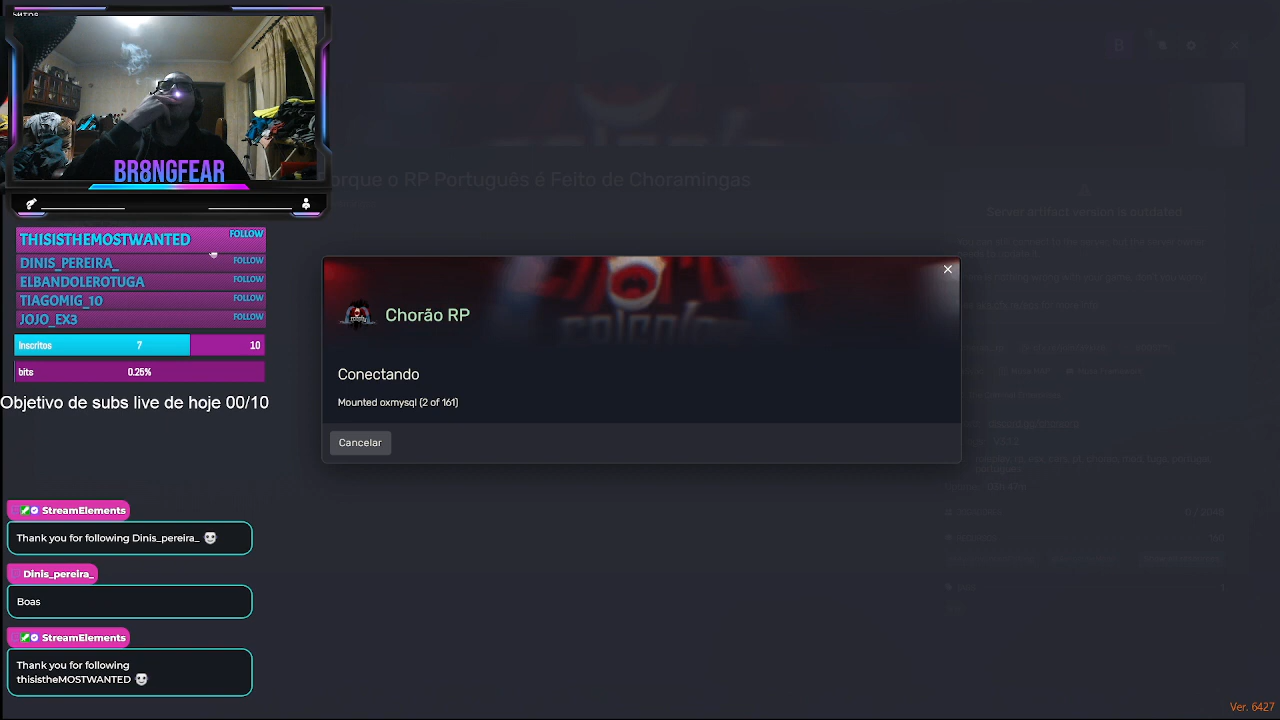 BR8NGFEAR
THISISTHEMOSTWANTED FOLLOW
DINIS_PEREIRA_ FOLLOW
ELBANDOLEROTUGA FOLLOW
TIAGOMIG_10 FOLLOW
JOJO_EX3 FOLLOW
Inscritos 7 10
bits 0.25%
Objetivo de subs live de hoje 00/10
StreamElements
Thank you for following Dinis_pereira_
Dinis_pereira_
Boas
StreamElements
Thank you for following
thisistheMOSTWANTED
orque o RP Português é Feito de Choramingas
Server artifact version is outdated
Chorão RP
Conectando
Mounted oxmysql (2 of 161)
Cancelar
Ver. 6427